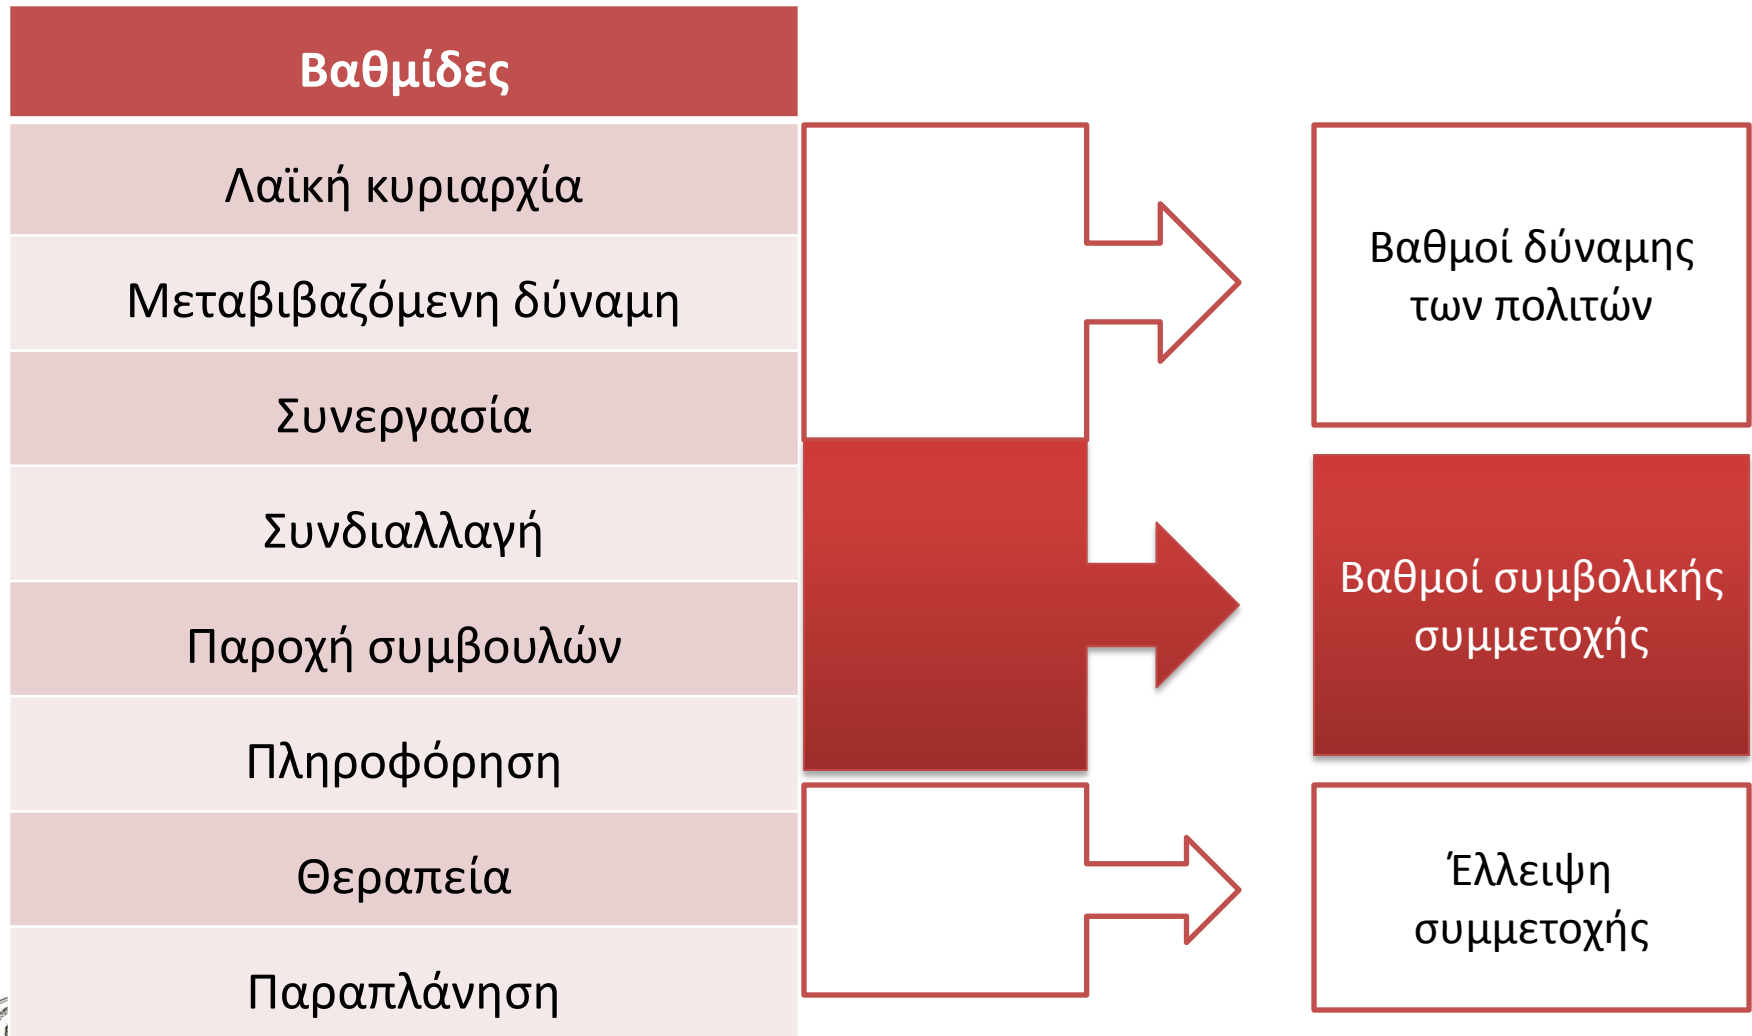 Βαθμίδες
Λαϊκή κυριαρχία
Μεταβιβαζόμενη δύναμη
Συνεργασία
Συνδιαλλαγή
Παροχή συμβουλών
Πληροφόρηση
Θεραπεία
Παραπλάνηση
Βαθμοί δύναμης
των πολιτών
Βαθμοί συμβολικής
συμμετοχής
Έλλειψη
συμμετοχής